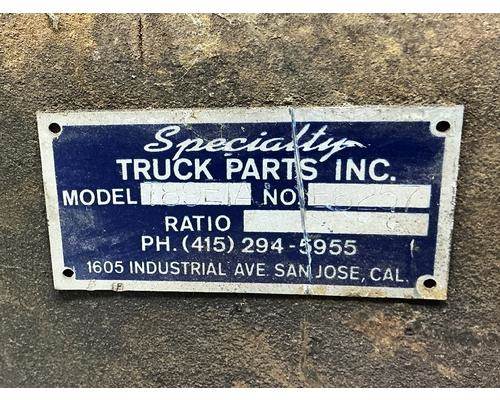 Specialty
TRUCK PARTS INC.
MODEL NO.
RATIO
PH. (415) 294-5955
1605 INDUSTRIAL AVE. SAN JOSE, CAL.